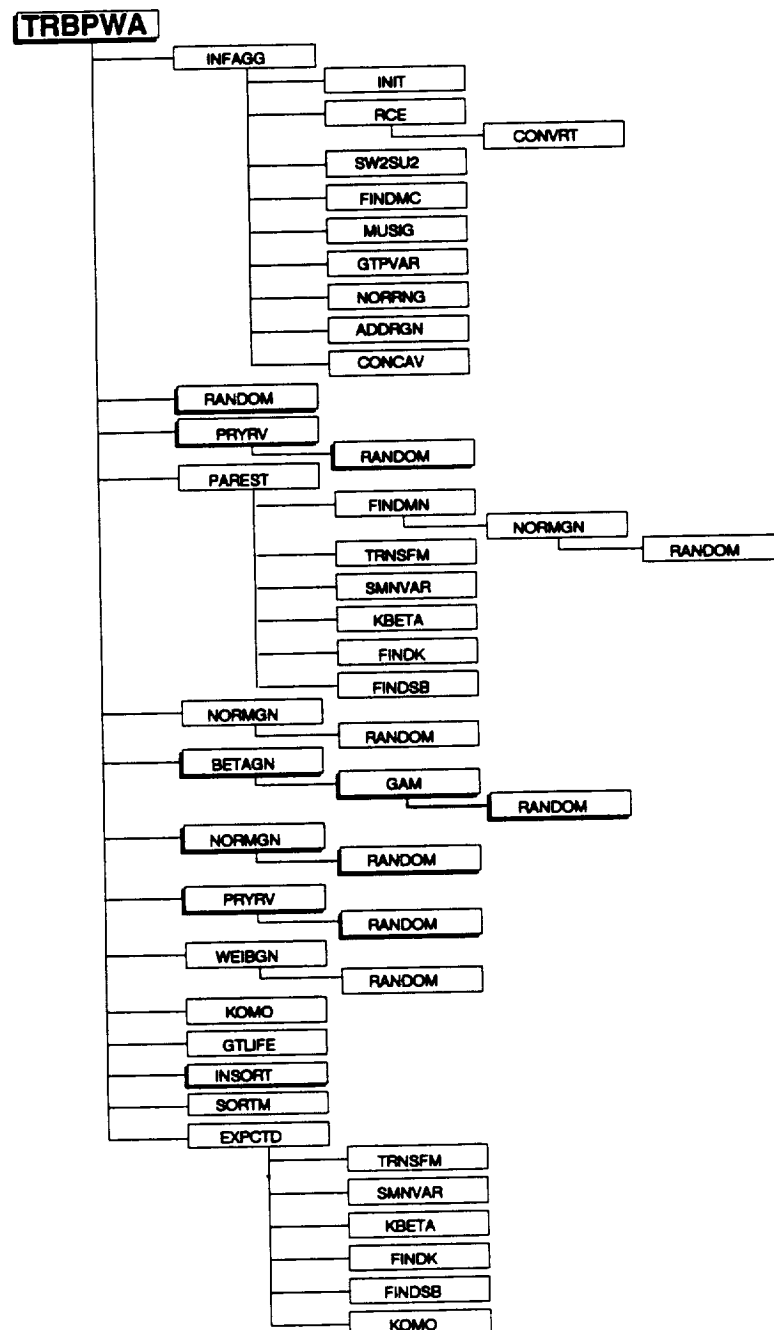 TRBPWA
INFAGG
INIT
RCE
CONVRT
SW2SU2
FINDMC
MUSIG
GTPVAR
NORRNG
ADDRGN
CONCAV
RANDOM
PRYRV
RANDOM
PAREST
FINDMN
NORMGN
RANDOM
TRNSFM
SMNVAR
KBETA
FINDK
FINDSB
NORMGN
RANDOM
BETAGN
GAM
RANDOM
NORMGN
RANDOM
PRYRV
RANDOM
WEIBGN
RANDOM
KOMO
GTLIFE
INSORT
SORTM
EXPCTD
TRNSFM
SMNVAR
KBETA
FINDK
FINDSB
KOMO